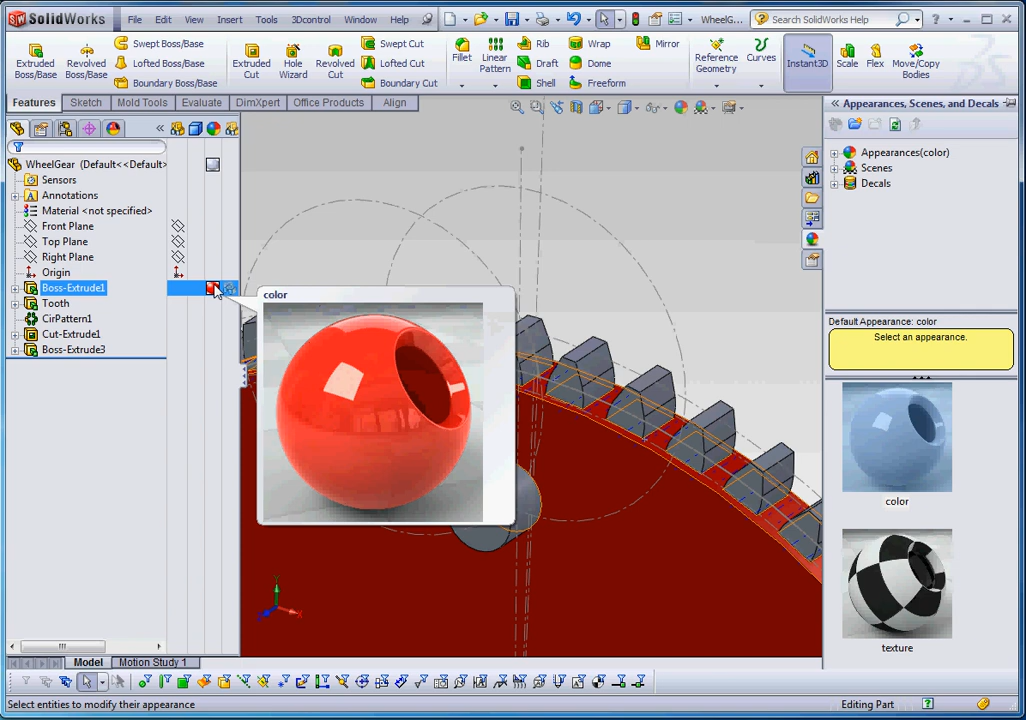 SolidWorks File Edit View Insert Tools 3Dcontrol Window Help WheelG... Search SolidWorks Help
Extruded Boss/Base
Revolved Boss/Base
Swept Boss/Base
Lofted Boss/Base
Boundary Boss/Base
Extruded Cut
Hole Wizard
Revolved Cut
Swept Cut
Lofted Cut
Boundary Cut
Fillet
Linear Pattern
Rib
Draft
Shell
Wrap
Dome
Freeform
Mirror
Reference Geometry
Curves
Instant3D
Scale
Flex
Move/Copy Bodies
Features Sketch Mold Tools Evaluate DimXpert Office Products Align
WheelGear (Default<<Default>
Sensors
Annotations
Material <not specified>
Front Plane
Top Plane
Right Plane
Origin
Boss-Extrude1
Tooth
CirPattern1
Cut-Extrude1
Boss-Extrude3
color
Appearances, Scenes, and Decals
Appearances(color)
Scenes
Decals
Default Appearance: color
Select an appearance.
color
texture
Model Motion Study 1
Select entities to modify their appearance Editing Part